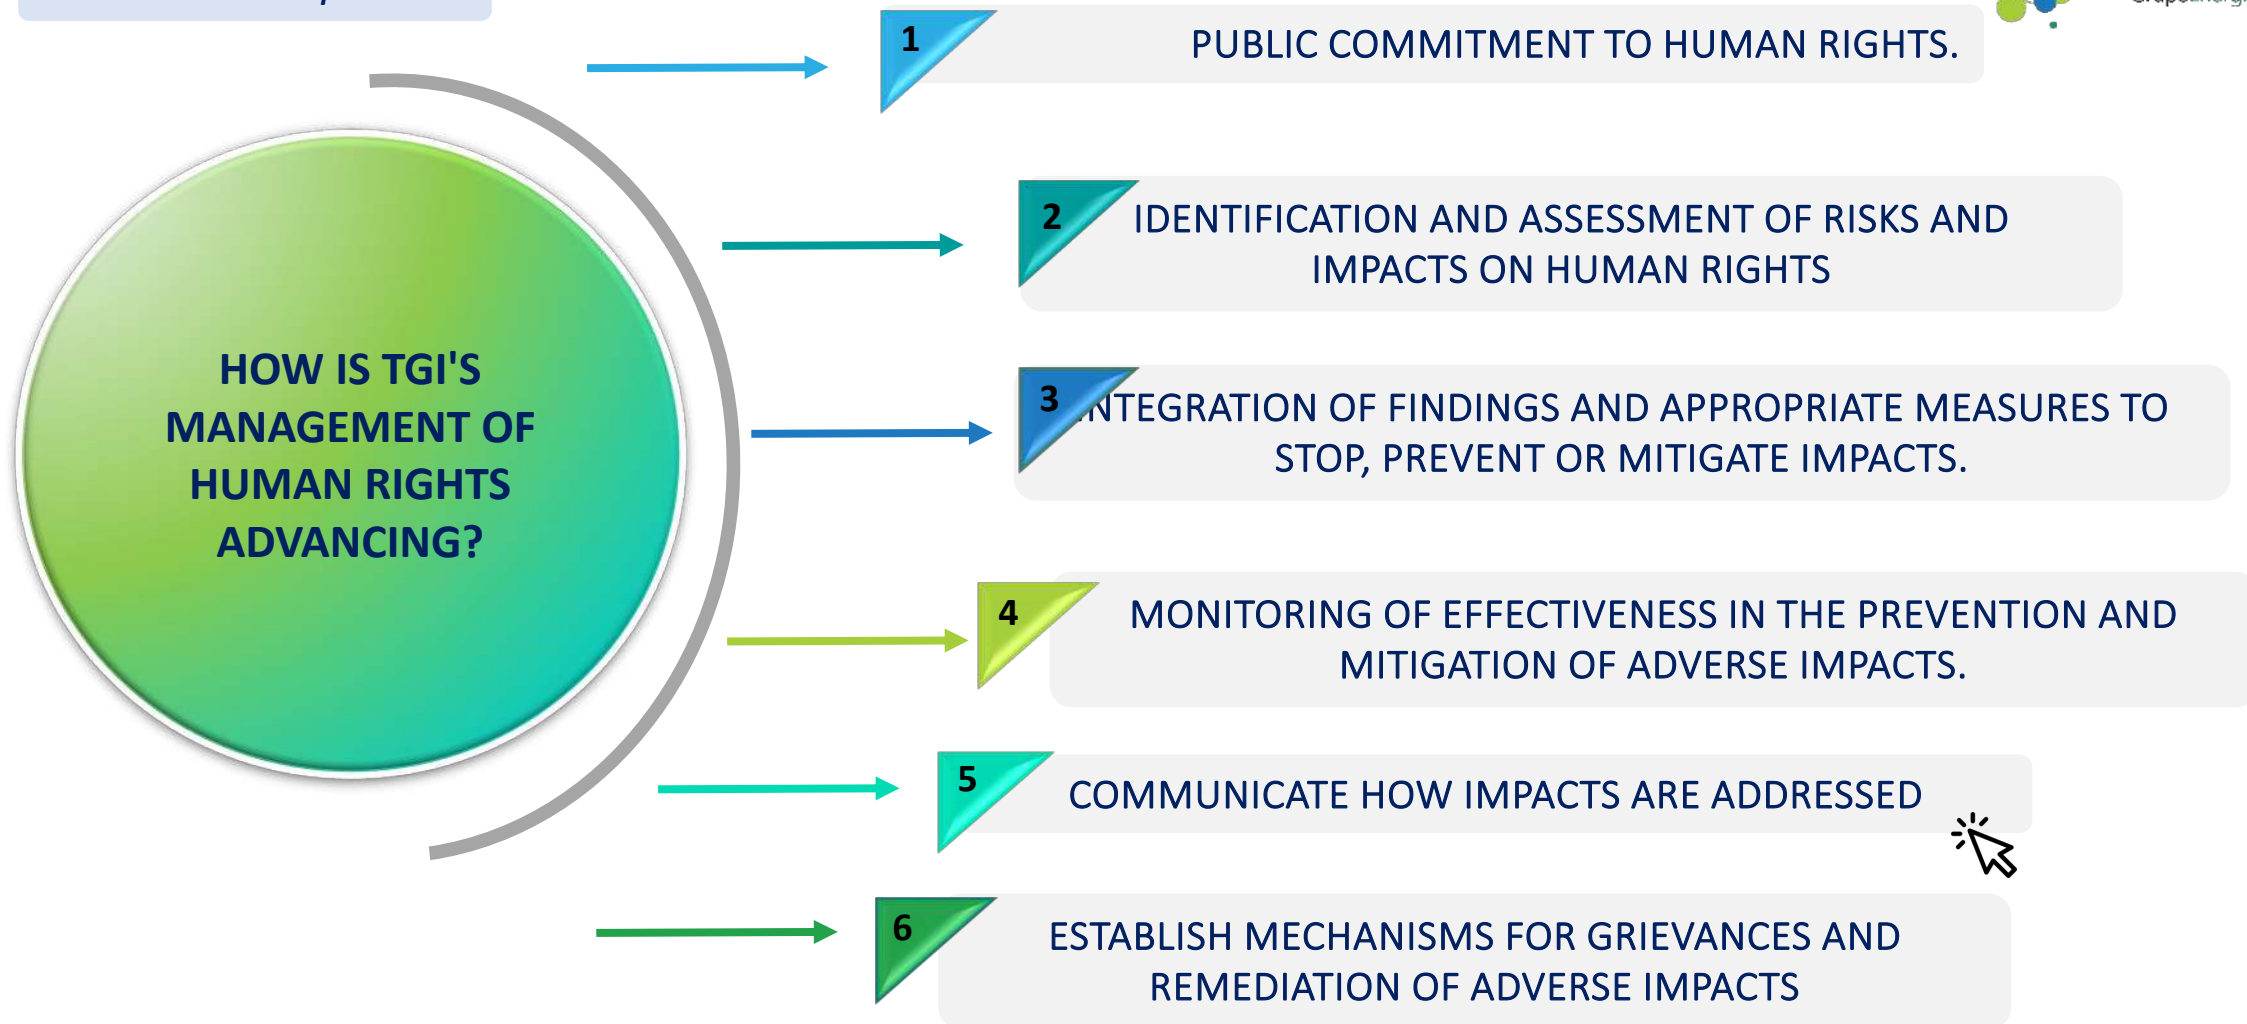 HOW IS TGI'S
MANAGEMENT OF
HUMAN RIGHTS
ADVANCING?
1
PUBLIC COMMITMENT TO HUMAN RIGHTS.
2
IDENTIFICATION AND ASSESSMENT OF RISKS AND
IMPACTS ON HUMAN RIGHTS
3
NTEGRATION OF FINDINGS AND APPROPRIATE MEASURES TO
STOP, PREVENT OR MITIGATE IMPACTS.
4
MONITORING OF EFFECTIVENESS IN THE PREVENTION AND
MITIGATION OF ADVERSE IMPACTS.
5
COMMUNICATE HOW IMPACTS ARE ADDRESSED
6
ESTABLISH MECHANISMS FOR GRIEVANCES AND
REMEDIATION OF ADVERSE IMPACTS